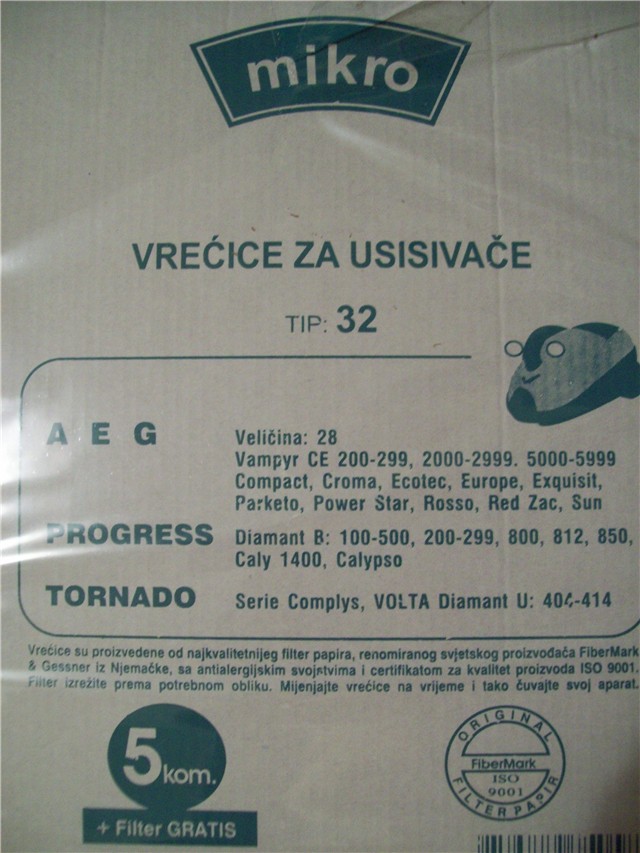 mikro
VREĆICE ZA USISIVAČE
TIP: 32
AEG Veličina: 28
Vampyr CE 200-299, 2000-2999. 5000-5999
Compact, Croma, Ecotec, Europe, Exquisit,
Parketo, Power Star, Rosso, Red Zac, Sun
PROGRESS Diamant B: 100-500, 200-299, 800, 812, 850,
Caly 1400, Calypso
TORNADO Serie Complys, VOLTA Diamant U: 404-414
Vrećice su proizvedene od najkvalitetnijeg filter papira, renomiranog svjetskog proizvođača FiberMark
& Gessner iz Njemačke, sa antialergijskim svojstvima i certifikatom za kvalitet proizvoda ISO 9001.
Filter izrežite prema potrebnom obliku. Mijenjajte vrećice na vrijeme i tako čuvajte svoj aparat.
5 kom.
+ Filter GRATIS
ORIGINAL
FiberMark
ISO
9001
FILTER PAPIR